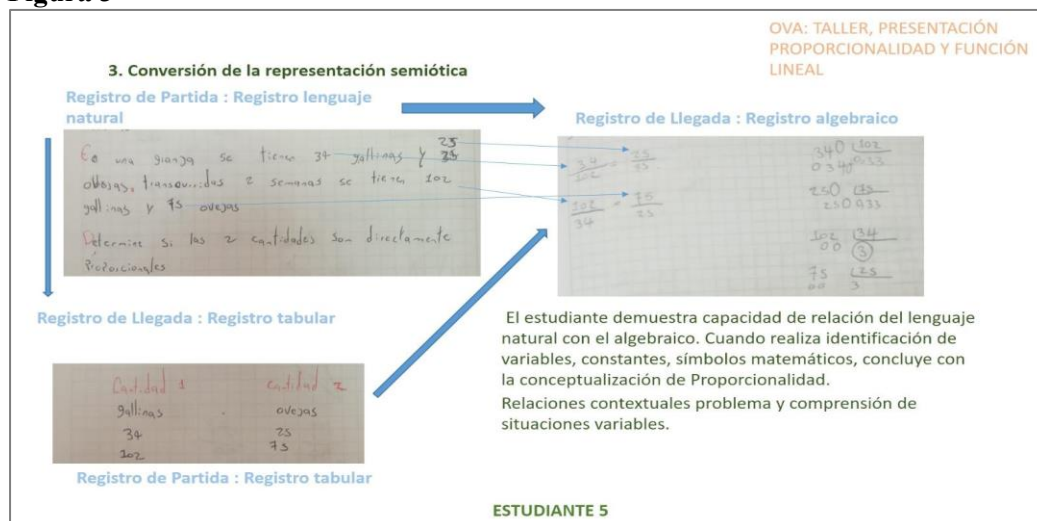 Figura 3
OVA: TALLER, PRESENTACIÓN
PROPORCIONALIDAD Y FUNCIÓN
LINEAL
3. Conversión de la representación semiótica
Registro de Partida : Registro lenguaje
natural
Registro de Llegada : Registro algebraico
25
En una granja se tienen 34 gallinas y
obejas. 2 semanas se tienen 102
gallinas y 75 ovejas
Determine si las 2 cantidades son directamente
Proporcionales
34/102 = 25/75
102/34 = 75/25
340 102
250 75
250 0.33
102 34
00 3
75 25
00 3
Registro de Llegada : Registro tabular
Cantidad 1 Cantidad 2
gallinas ovejas
34 25
102 75
Registro de Partida : Registro tabular
El estudiante demuestra capacidad de relación del lenguaje
natural con el algebraico. Cuando realiza identificación de
variables, constantes, símbolos matemáticos, concluye con
la conceptualización de Proporcionalidad.
Relaciones contextuales problema y comprensión de
situaciones variables.
ESTUDIANTE 5